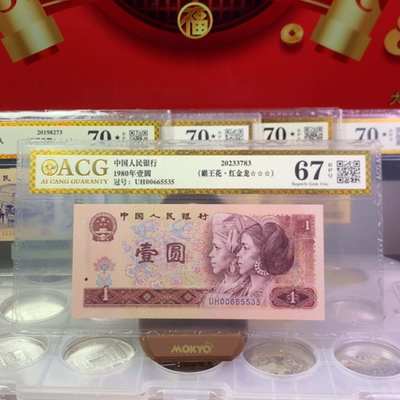 福
20198273
70★
70★
70★
70★
ACG
AI CANG GUARANTY
中国人民银行
1980年壹圆
冠号：UH00665535
20233783
（霸王花·红金龙☆☆☆）
67
中国人民银行
壹圆
1
1
UH00665535
MOKYO